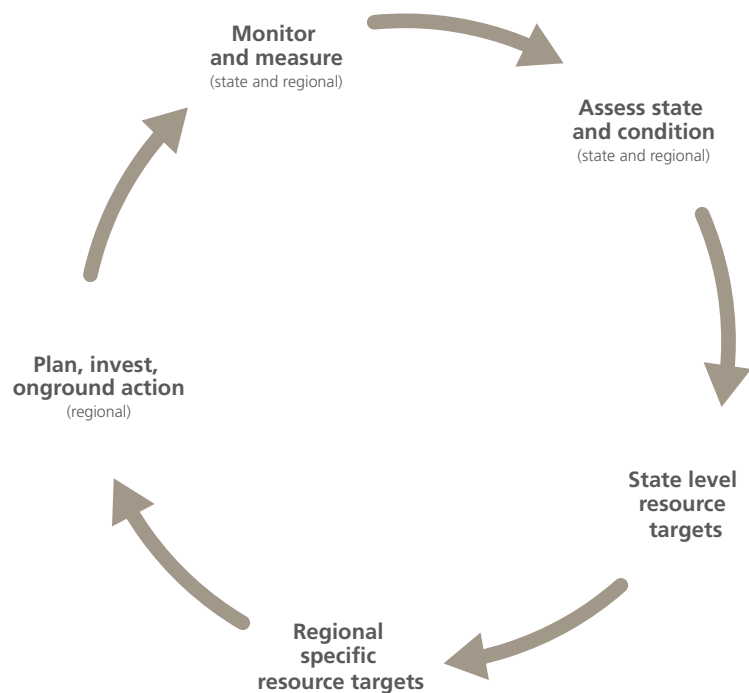 Monitor
and measure
(state and regional)
Assess state
and condition
(state and regional)
State level
resource
targets
Regional
specific
resource targets
Plan, invest,
onground action
(regional)